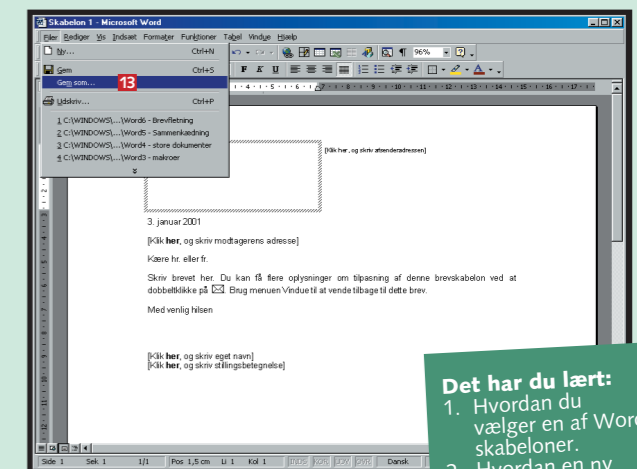 Skabelon 1 - Microsoft Word
Filer Rediger Vis Indsæt Formater Funktioner Tabel Vindue Hjælp
Ny... Ctrl+N
96%
Gem Ctrl+S
F K U
Gem som... 13
Udskriv... Ctrl+P
1 C:\WINDOWS\...\Word6 - Brevfletning
2 C:\WINDOWS\...\Word5 - Sammenkædning
3 C:\WINDOWS\...\Word4 - store dokumenter
4 C:\WINDOWS\...\Word3 - makroer
[Klik her, og skriv afsenderadressen]
3. januar 2001
[Klik her, og skriv modtagerens adresse]
Kære hr. eller fr.
Skriv brevet her. Du kan få flere oplysninger om tilpasning af denne brevskabelon ved at
dobbeltklikke på. Brug menuen Vindue til at vende tilbage til dette brev.
Med venlig hilsen
[Klik her, og skriv eget navn]
[Klik her, og skriv stillingsbetegnelse]
Side 1 Sek 1 1/1 Pos 1,5 cm Li 1 Kol 1 Dansk
Det har du lært:
1. Hvordan du
vælger en af Word
skabeloner.
2. Hvordan en ny